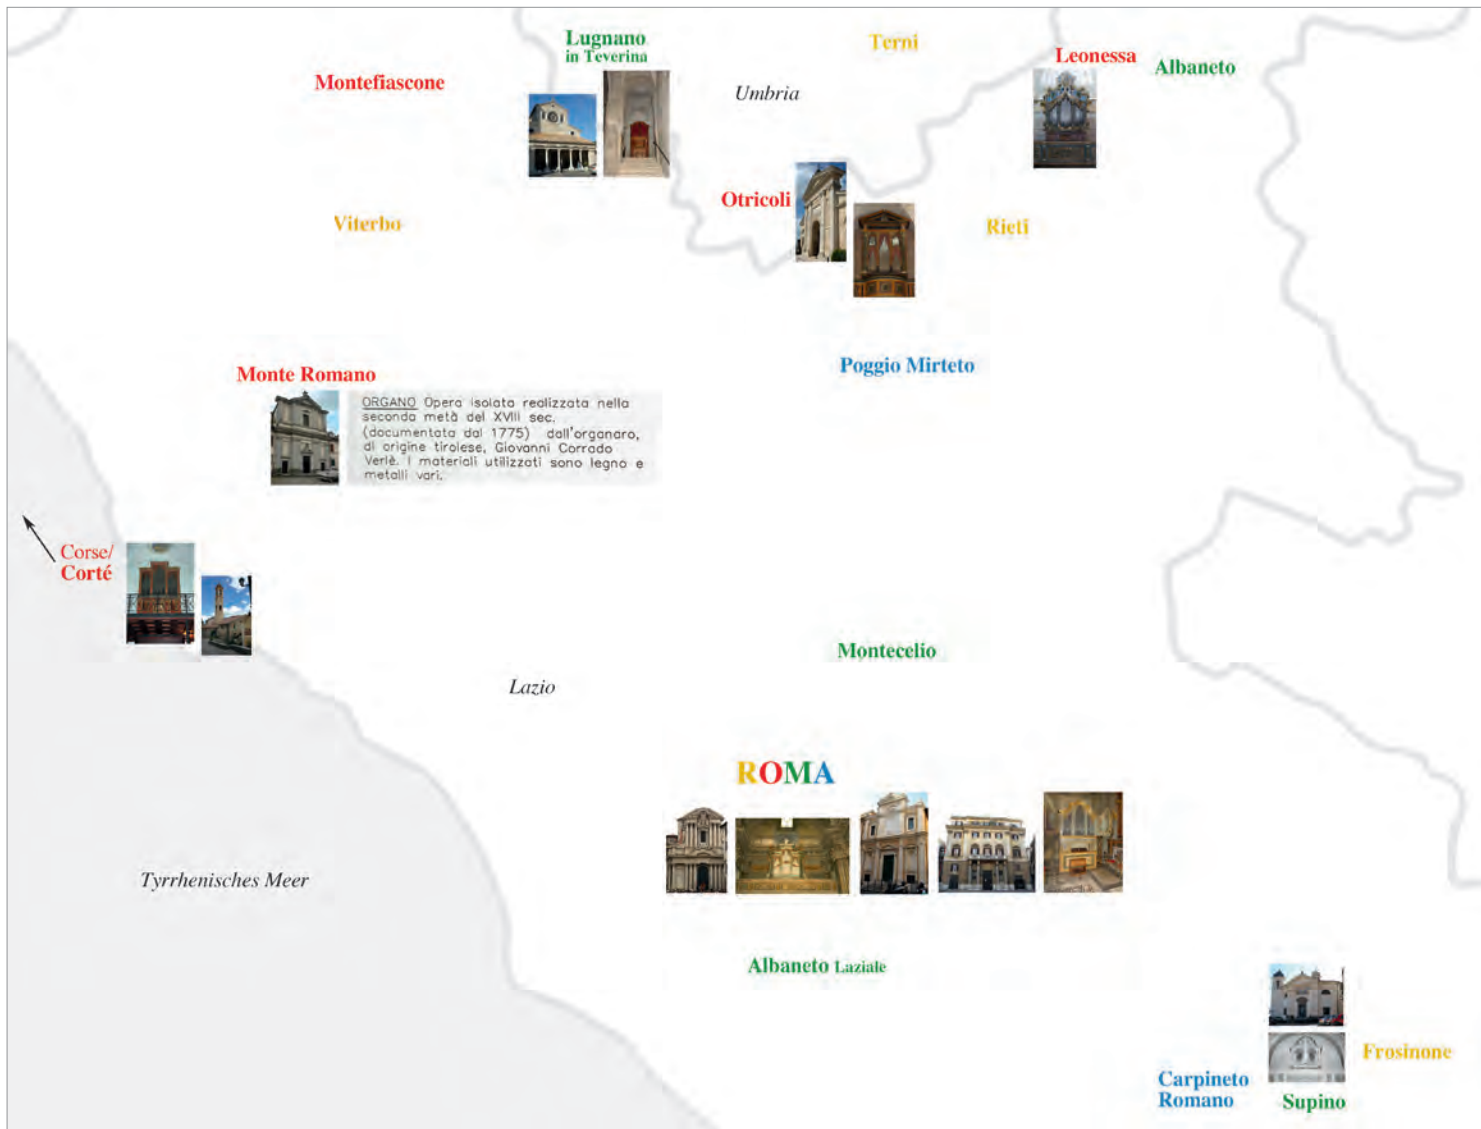 Lugnano
in Teverina
Terni
Leonessa
Albaneto
Montefiascone
Umbria
Otricoli
Viterbo
Rieti
Poggio Mirteto
Monte Romano
ORGANO Opera isolata realizzata nella
seconda metà del XVIII sec.
(documentata dal 1775) dall'organaro,
di origine tirolese, Giovanni Corrado
Verlè. I materiali utilizzati sono legno e
metalli vari.
Corse/
Corté
Montecelio
Lazio
ROMA
Tyrrhenisches Meer
Albaneto Laziale
Frosinone
Carpineto
Romano
Supino